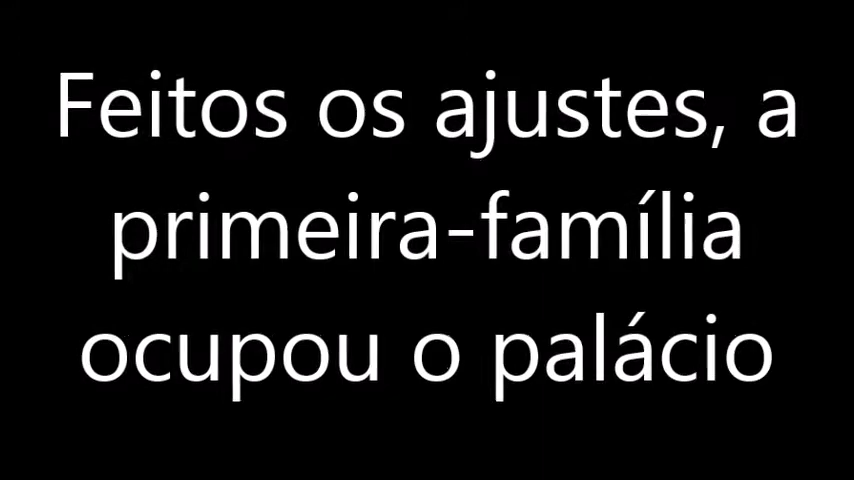 Feitos os ajustes, a
primeira-família
ocupou o palácio